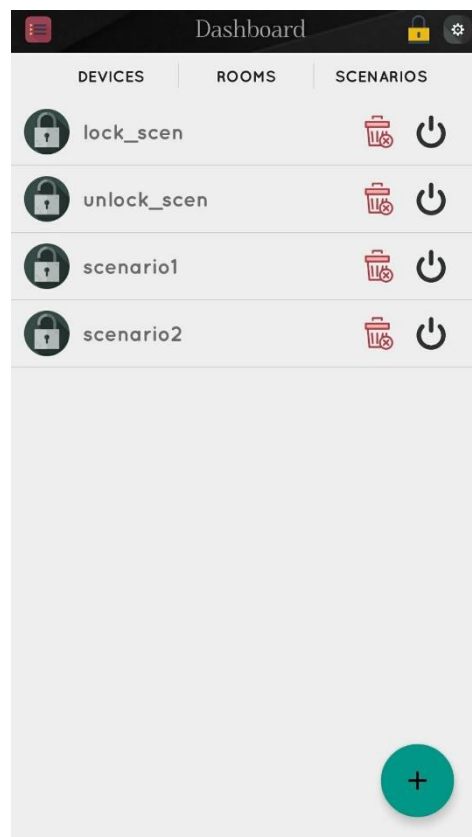 Dashboard
DEVICES ROOMS SCENARIOS
lock_scen
unlock_scen
scenario1
scenario2
+